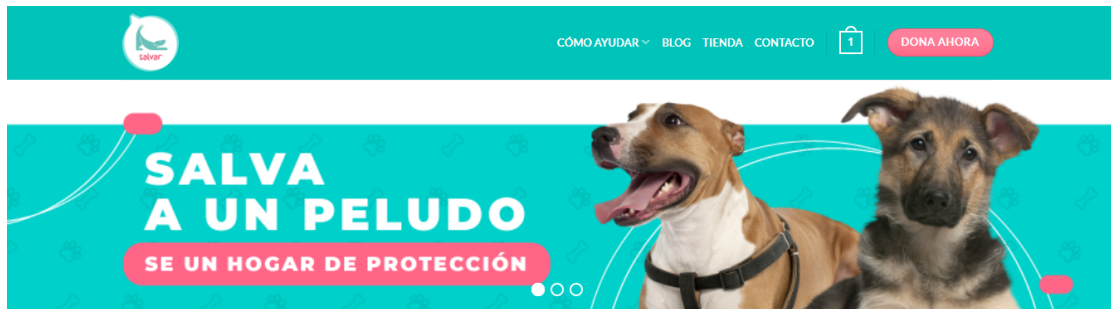 salvar
CÓMO AYUDAR BLOG TIENDA CONTACTO 1 DONA AHORA
SALVA
A UN PELUDO
SE UN HOGAR DE PROTECCIÓN